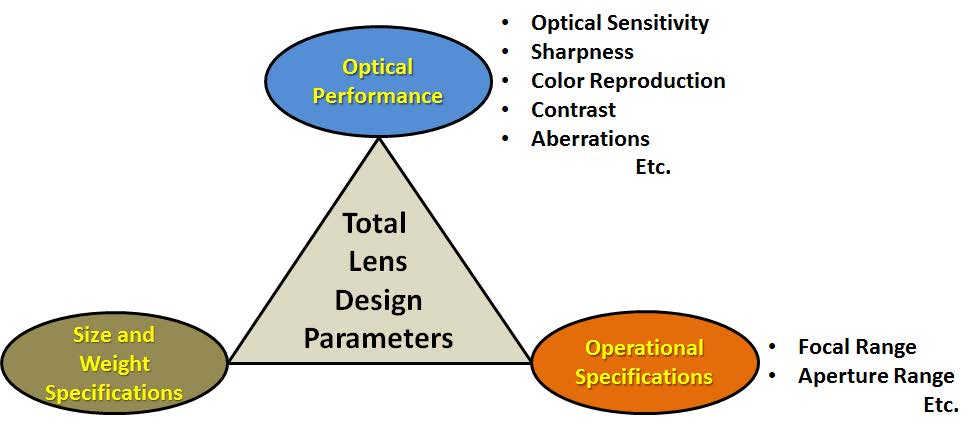 Optical
Performance
• Optical Sensitivity
• Sharpness
• Color Reproduction
• Contrast
• Aberrations
Etc.
Total
Lens
Design
Parameters
Size and
Weight
Specifications
Operational
Specifications
• Focal Range
• Aperture Range
Etc.